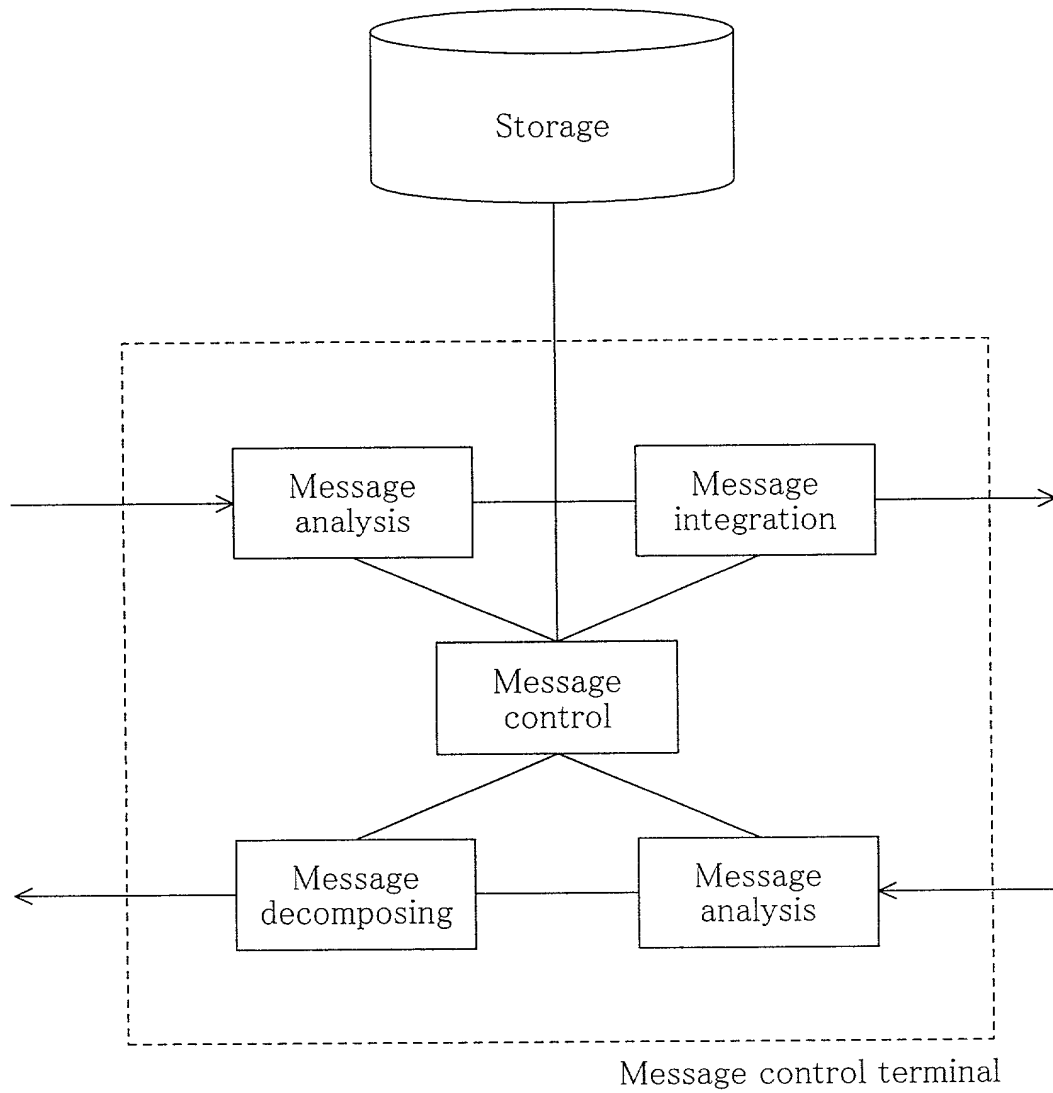 Storage
Message
analysis
Message
integration
Message
control
Message
decomposing
Message
analysis
Message control terminal